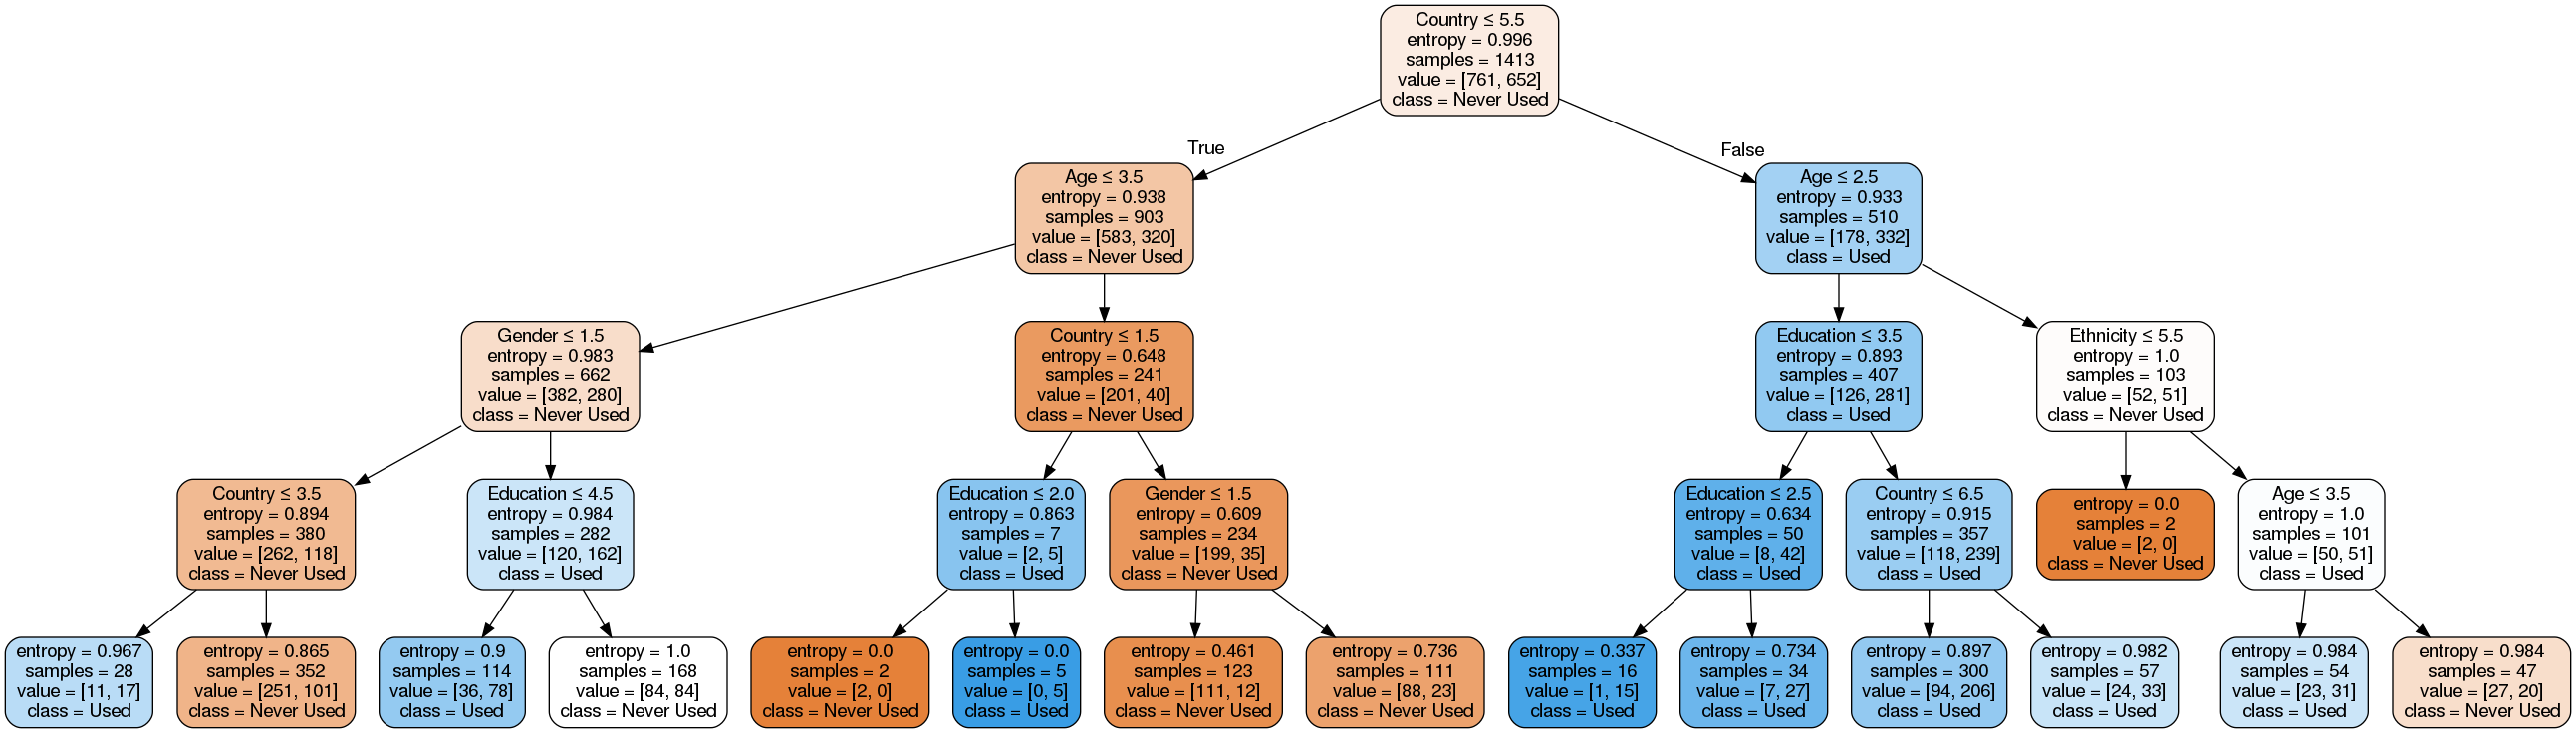 Country ≤ 5.5
entropy = 0.996
samples = 1413
value = [761, 652]
class = Never Used
True
False
Age ≤ 3.5
entropy = 0.938
samples = 903
value = [583, 320]
class = Never Used
Age ≤ 2.5
entropy = 0.933
samples = 510
value = [178, 332]
class = Used
Gender ≤ 1.5
entropy = 0.983
samples = 662
value = [382, 280]
class = Never Used
Country ≤ 1.5
entropy = 0.648
samples = 241
value = [201, 40]
class = Never Used
Education ≤ 3.5
entropy = 0.893
samples = 407
value = [126, 281]
class = Used
Ethnicity ≤ 5.5
entropy = 1.0
samples = 103
value = [52, 51]
class = Never Used
Country ≤ 3.5
entropy = 0.894
samples = 380
value = [262, 118]
class = Never Used
Education ≤ 4.5
entropy = 0.984
samples = 282
value = [120, 162]
class = Used
Education ≤ 2.0
entropy = 0.863
samples = 7
value = [2, 5]
class = Used
Gender ≤ 1.5
entropy = 0.609
samples = 234
value = [199, 35]
class = Never Used
Education ≤ 2.5
entropy = 0.634
samples = 50
value = [8, 42]
class = Used
Country ≤ 6.5
entropy = 0.915
samples = 357
value = [118, 239]
class = Used
entropy = 0.0
samples = 2
value = [2, 0]
class = Never Used
Age ≤ 3.5
entropy = 1.0
samples = 101
value = [50, 51]
class = Used
entropy = 0.967
samples = 28
value = [11, 17]
class = Used
entropy = 0.865
samples = 352
value = [251, 101]
class = Never Used
entropy = 0.9
samples = 114
value = [36, 78]
class = Used
entropy = 1.0
samples = 168
value = [84, 84]
class = Never Used
entropy = 0.0
samples = 2
value = [2, 0]
class = Never Used
entropy = 0.0
samples = 5
value = [0, 5]
class = Used
entropy = 0.461
samples = 123
value = [111, 12]
class = Never Used
entropy = 0.736
samples = 111
value = [88, 23]
class = Never Used
entropy = 0.337
samples = 16
value = [1, 15]
class = Used
entropy = 0.734
samples = 34
value = [7, 27]
class = Used
entropy = 0.897
samples = 300
value = [94, 206]
class = Used
entropy = 0.982
samples = 57
value = [24, 33]
class = Used
entropy = 0.984
samples = 54
value = [23, 31]
class = Used
entropy = 0.984
samples = 47
value = [27, 20]
class = Never Used